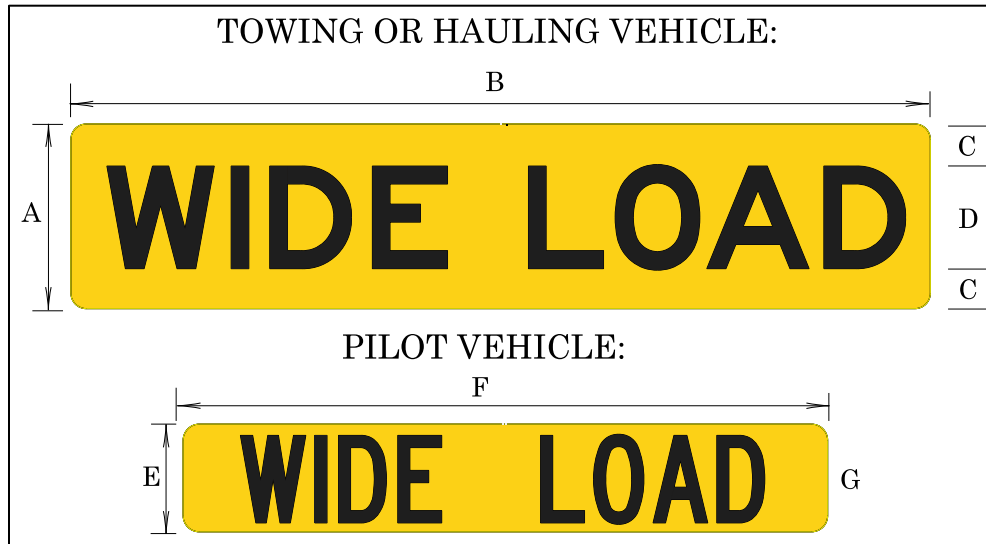 TOWING OR HAULING VEHICLE:
B
A
WIDE LOAD
C
D
C
PILOT VEHICLE:
F
E
WIDE LOAD
G